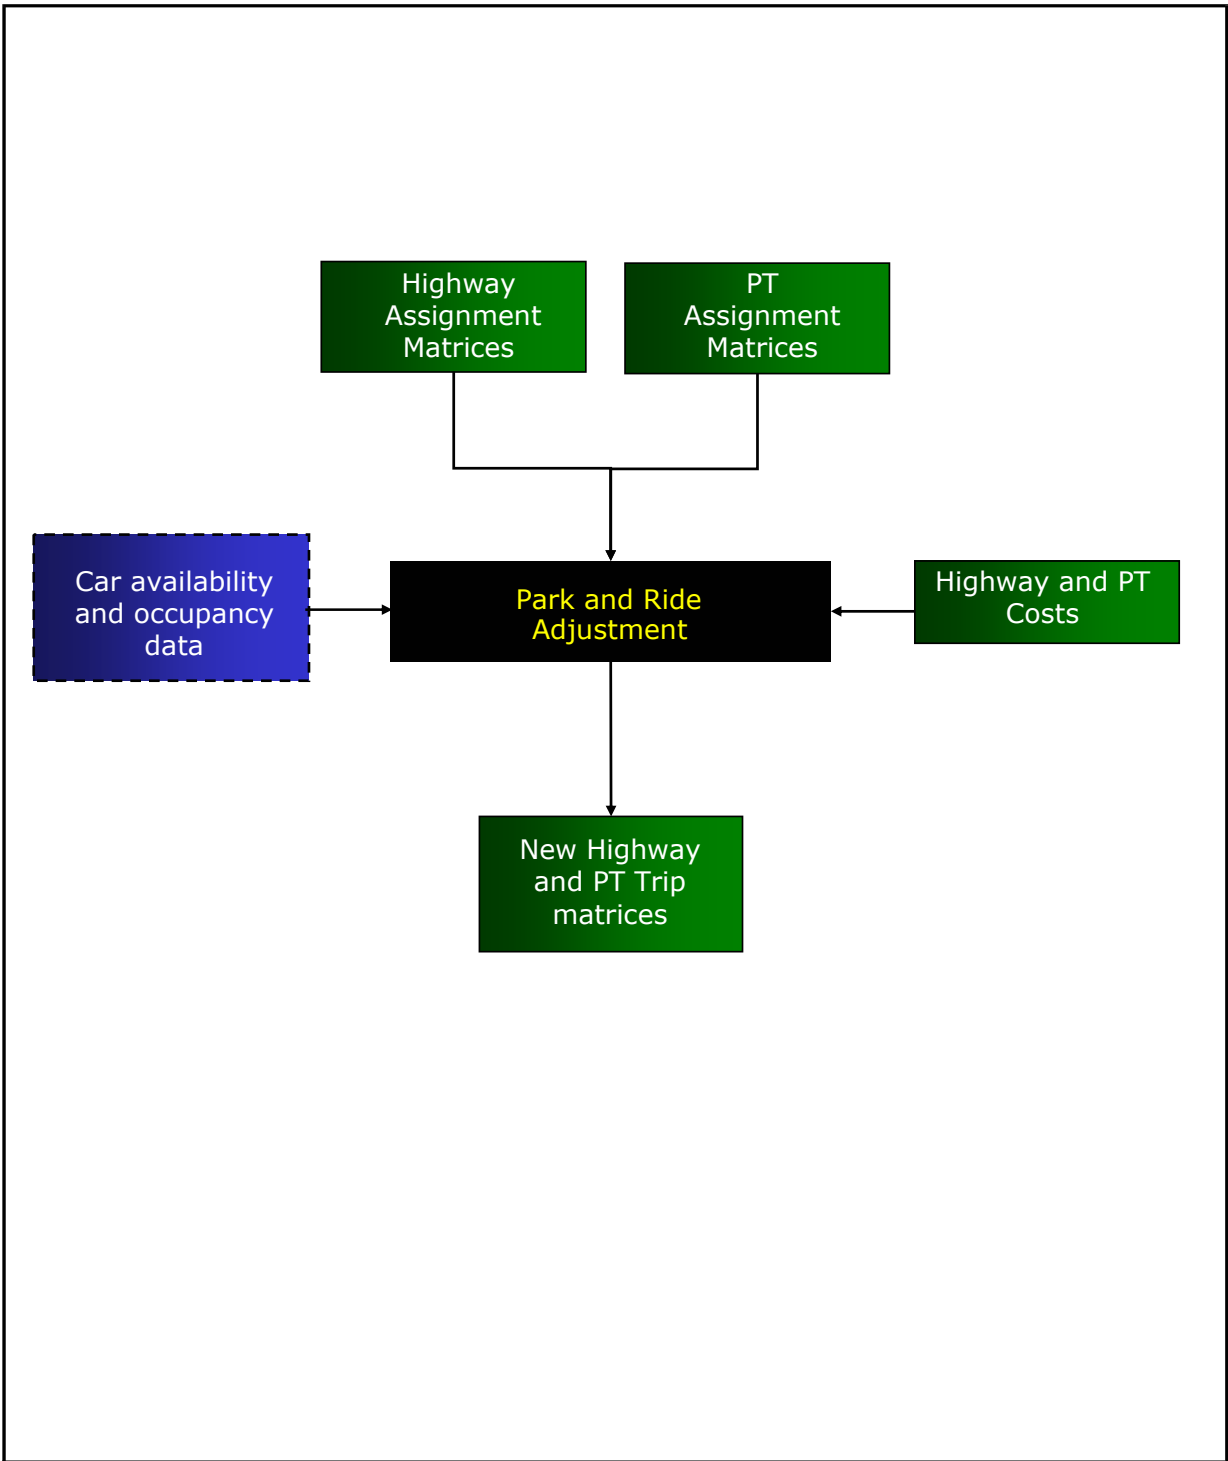 Highway
Assignment
Matrices
PT
Assignment
Matrices
Car availability
and occupancy
data
Park and Ride
Adjustment
Highway and PT
Costs
New Highway
and PT Trip
matrices